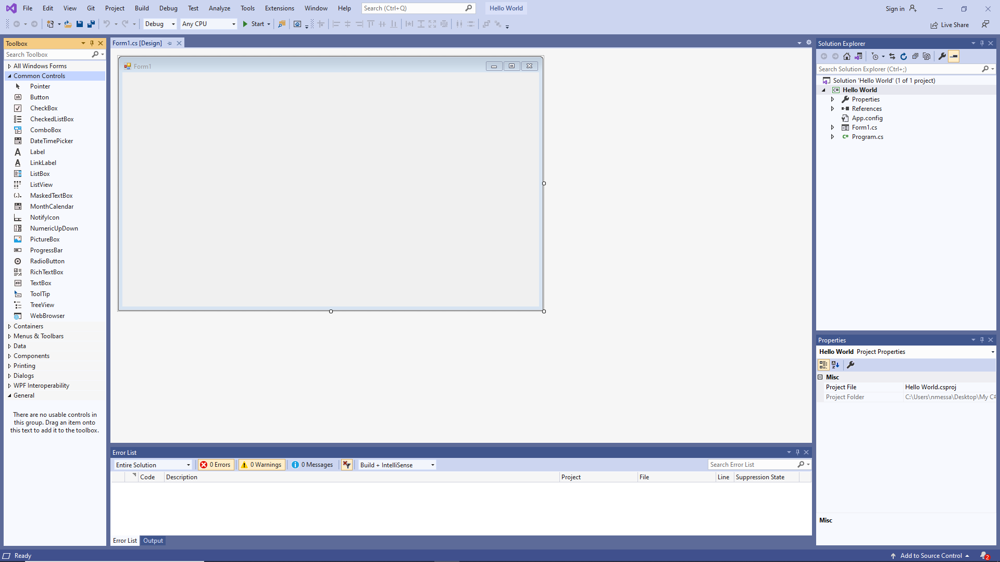 File Edit View Git Project Build Debug Test Analyze Tools Extensions Window Help Search (Ctrl+Q) Hello World Sign in
Debug Any CPU Start Live Share
Toolbox
Search Toolbox
All Windows Forms
Common Controls
Pointer
Button
CheckBox
CheckedListBox
ComboBox
DateTimePicker
Label
LinkLabel
ListBox
ListView
MaskedTextBox
MonthCalendar
NotifyIcon
NumericUpDown
PictureBox
ProgressBar
RadioButton
RichTextBox
TextBox
ToolTip
TreeView
WebBrowser
Containers
Menus & Toolbars
Data
Components
Printing
Dialogs
WPF Interoperability
General
There are no usable controls in
this group. Drag an item onto
this text to add it to the toolbox.
Form1.cs [Design]
Form1
Error List
Entire Solution 0 Errors 0 Warnings 0 Messages Build + IntelliSense Search Error List
Code Description Project File Line Suppression State
Error List Output
Solution Explorer
Search Solution Explorer (Ctrl+;)
Solution 'Hello World' (1 of 1 project)
C# Hello World
Properties
References
App.config
Form1.cs
C# Program.cs
Properties
Hello World Project Properties
Misc
Project File Hello World.csproj
Project Folder C:\Users\nmessa\Desktop\My C#
Misc
Ready Add to Source Control 2